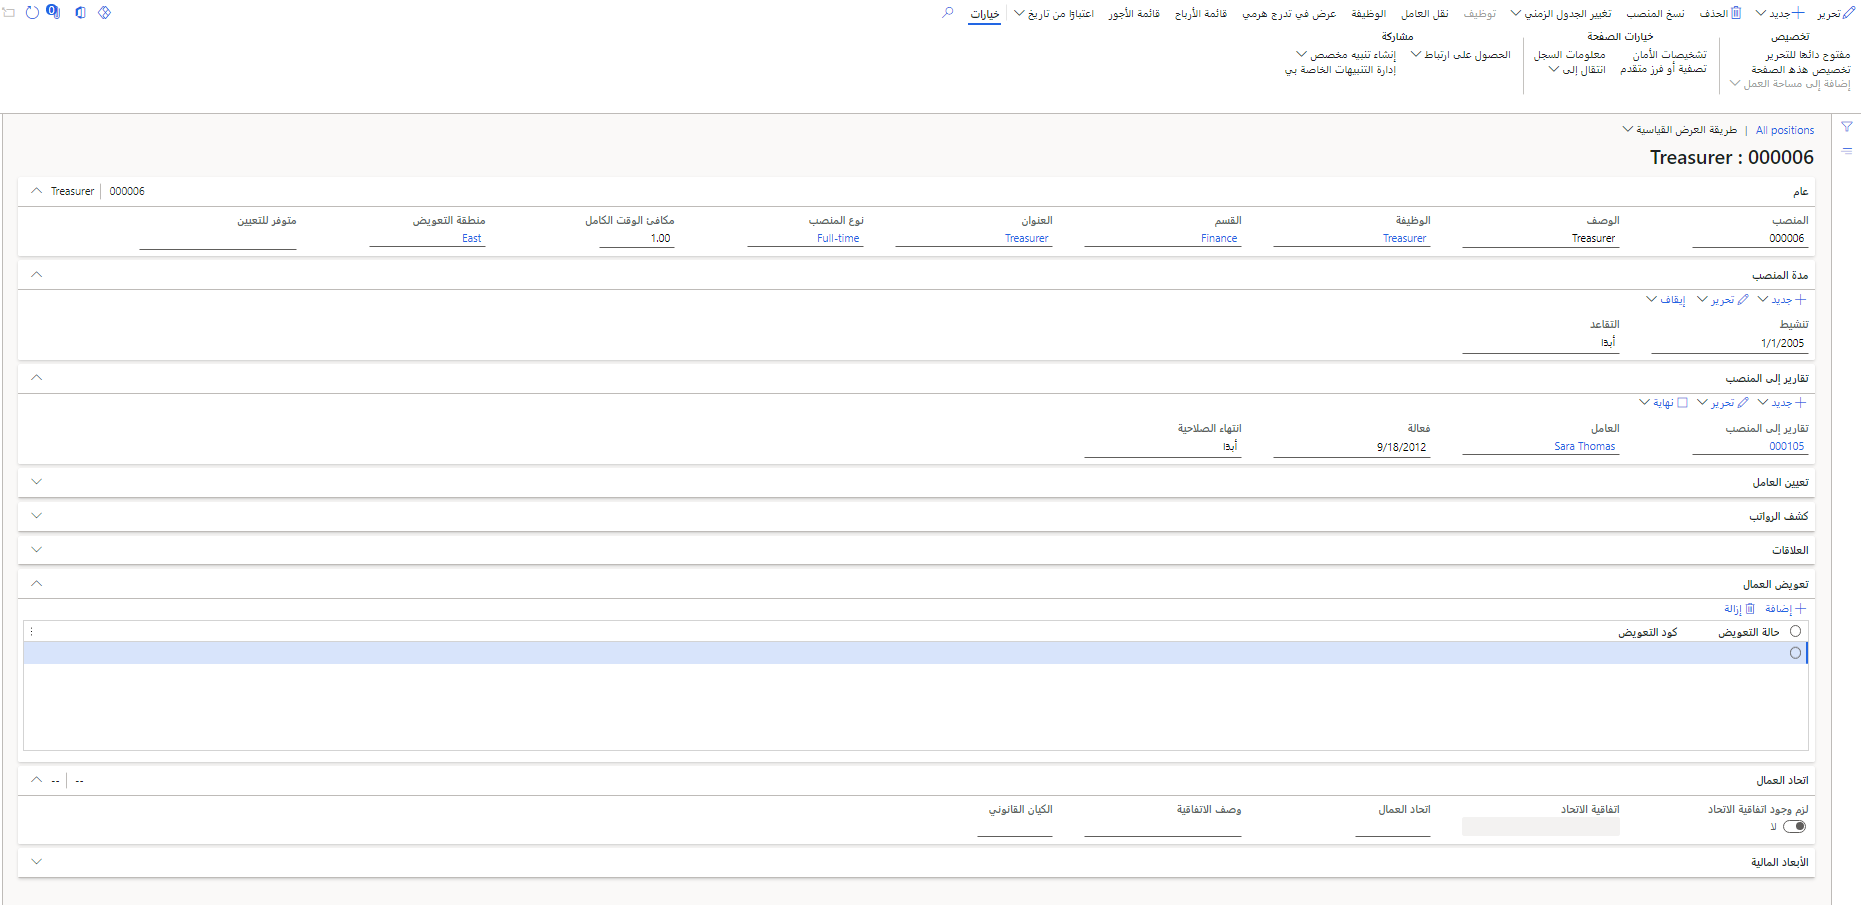 تحرير جديد الحذف نسخ المنصب تغيير الجدول الزمني توظيف نقل العامل الوظيفة عرض في تدرج هرمي قائمة الأرباح قائمة الأجور اعتبارًا من تاريخ خيارات 0
تخصيص
مفتوح دائمًا للتحرير
تخصيص هذه الصفحة
إضافة إلى مساحة العمل
خيارات الصفحة
تشخيصات الأمان معلومات السجل
تصفية أو فرز متقدم انتقال إلى
مشاركة
الحصول على ارتباط إنشاء تنبيه مخصص
إدارة التنبيهات الخاصة بي
All positions | طريقة العرض القياسية
Treasurer : 000006
عام 000006 Treasurer
المنصب الوصف الوظيفة القسم العنوان نوع المنصب مكافئ الوقت الكامل منطقة التعويض متوفر للتعيين
000006 Treasurer Treasurer Finance Treasurer Full-time 1.00 East
مدة المنصب
جديد تحرير إيقاف
تنشيط التقاعد
1/1/2005 أبدًا
تقارير إلى المنصب
جديد تحرير نهاية
تقارير إلى المنصب العامل فعالة انتهاء الصلاحية
000105 Sara Thomas 9/18/2012 أبدًا
تعيين العامل
كشف الرواتب
العلاقات
تعويض العمال
إضافة إزالة
حالة التعويض كود التعويض
اتحاد العمال -- --
لزم وجود اتفاقية الاتحاد اتفاقية الاتحاد اتحاد العمال وصف الاتفاقية الكيان القانوني
لا
الأبعاد المالية